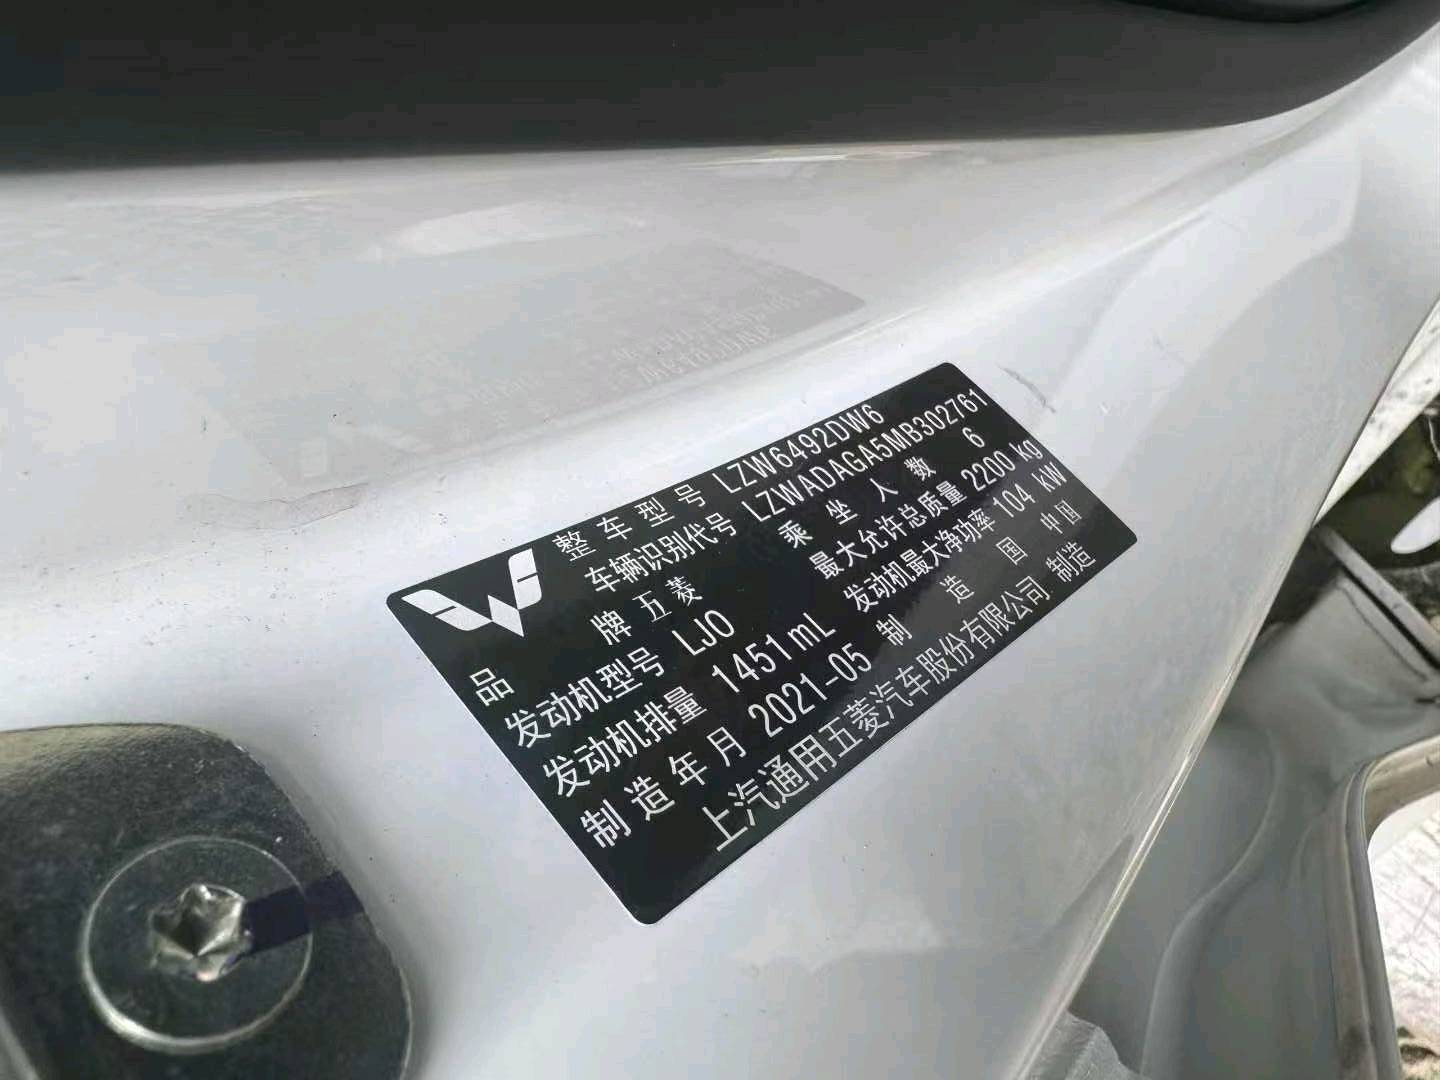 整车型号 LZW6492DW6
车辆识别代号 LZWADAGA5MB302761
品牌 五菱 乘坐人数 6
发动机型号 LJO 最大允许总质量 2200 kg
发动机排量 1451mL 发动机最大净功率 104 kW
制造年月 2021-05 制造国 中国
上汽通用五菱汽车股份有限公司 制造